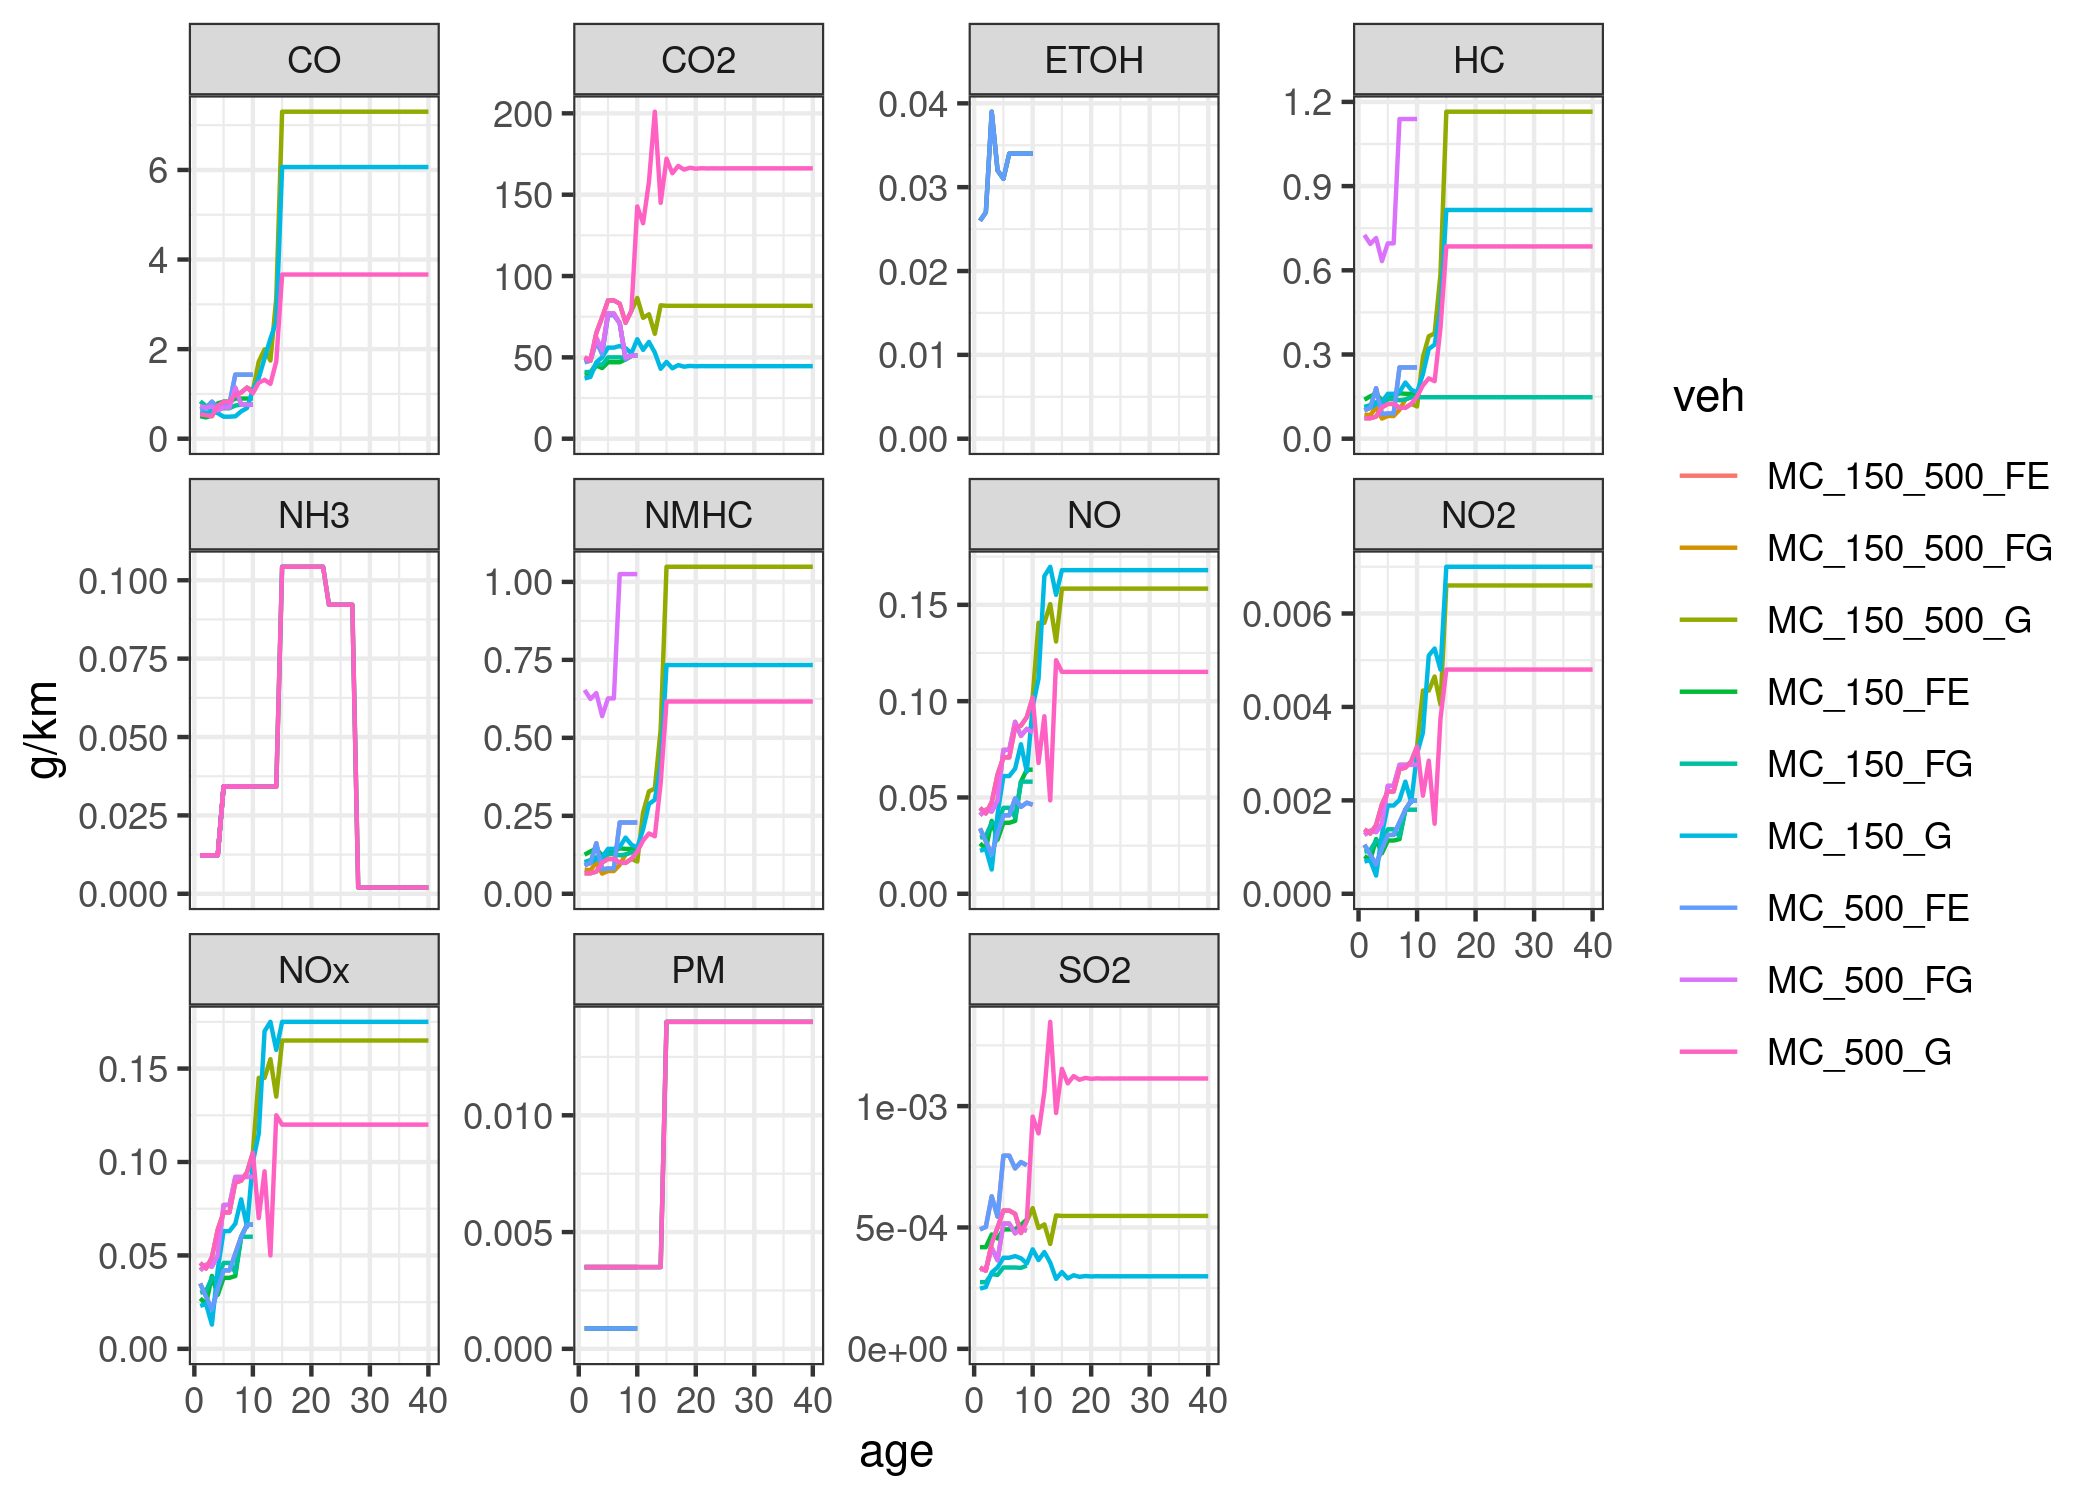 CO CO2 ETOH HC
0 2 4 6
0 50 100 150 200
0.00 0.01 0.02 0.03 0.04
0.0 0.3 0.6 0.9 1.2
NH3 NMHC NO NO2
0.000 0.025 0.050 0.075 0.100
0.00 0.25 0.50 0.75 1.00
0.00 0.05 0.10 0.15
0.000 0.002 0.004 0.006
0 10 20 30 40
NOx PM SO2
0.00 0.05 0.10 0.15
0.000 0.005 0.010
0e+00 5e-04 1e-03
0 10 20 30 40
0 10 20 30 40
0 10 20 30 40
age
g/km
veh
MC_150_500_FE
MC_150_500_FG
MC_150_500_G
MC_150_FE
MC_150_FG
MC_150_G
MC_500_FE
MC_500_FG
MC_500_G